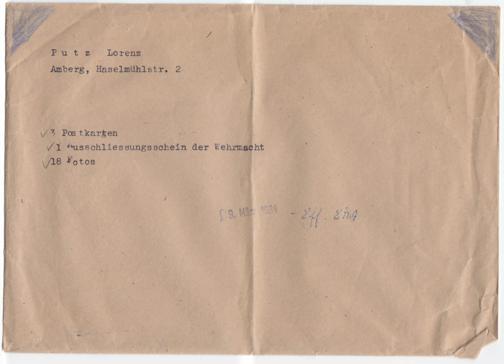 P u t z  Lorenz
Amberg, Haselmühlstr. 2
3 Postkarten
1 Ausschliessungsschein der Wehrmacht
18 Fotos